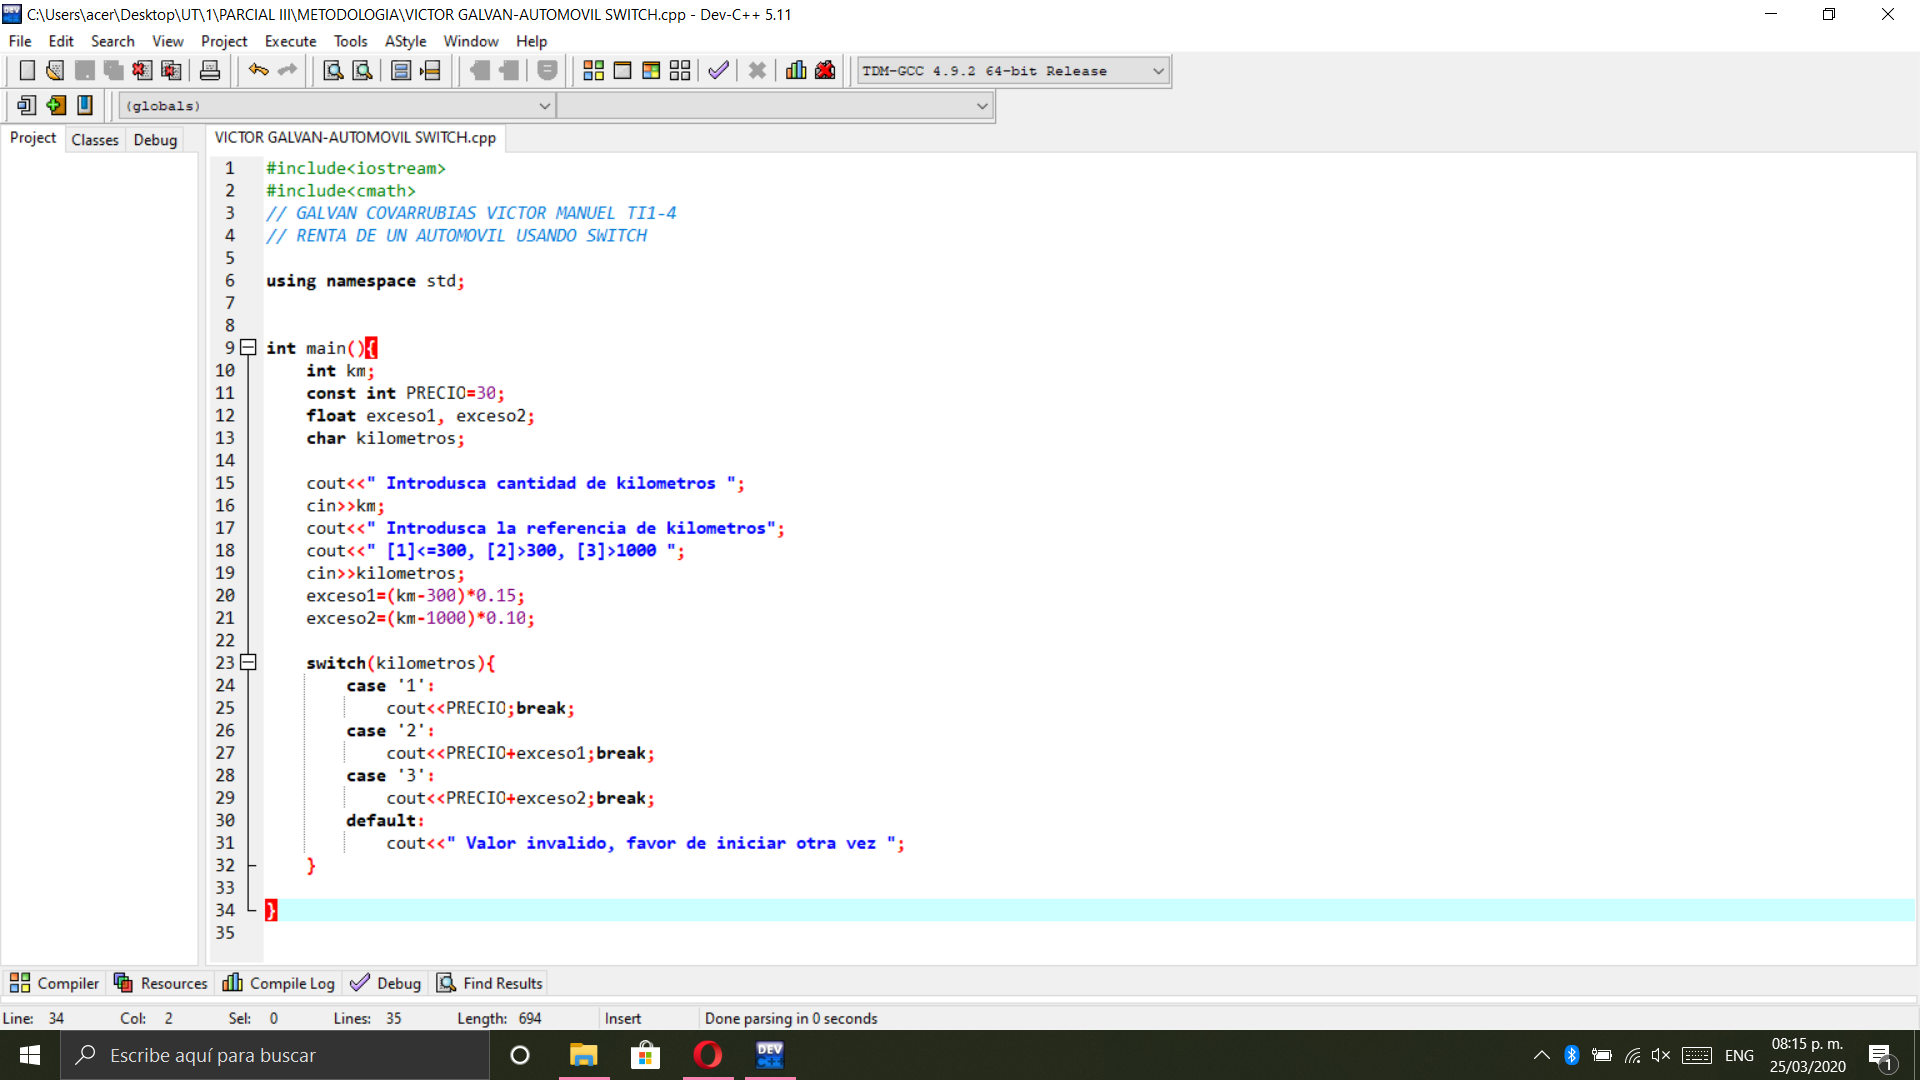 C:\Users\acer\Desktop\UT\1\PARCIAL III\METODOLOGIA\VICTOR GALVAN-AUTOMOVIL SWITCH.cpp - Dev-C++ 5.11
File Edit Search View Project Execute Tools AStyle Window Help
TDM-GCC 4.9.2 64-bit Release
(globals)
Project Classes Debug
VICTOR GALVAN-AUTOMOVIL SWITCH.cpp
1 #include<iostream>
2 #include<cmath>
3 // GALVAN COVARRUBIAS VICTOR MANUEL TI1-4
4 // RENTA DE UN AUTOMOVIL USANDO SWITCH
5
6 using namespace std;
7
8
9 int main(){
10 int km;
11 const int PRECIO=30;
12 float exceso1, exceso2;
13 char kilometros;
14
15 cout<<" Introdusca cantidad de kilometros ";
16 cin>>km;
17 cout<<" Introdusca la referencia de kilometros";
18 cout<<" [1]<=300, [2]>300, [3]>1000 ";
19 cin>>kilometros;
20 exceso1=(km-300)*0.15;
21 exceso2=(km-1000)*0.10;
22
23 switch(kilometros){
24 case '1':
25 cout<<PRECIO;break;
26 case '2':
27 cout<<PRECIO+exceso1;break;
28 case '3':
29 cout<<PRECIO+exceso2;break;
30 default:
31 cout<<" Valor invalido, favor de iniciar otra vez ";
32 }
33
34 }
35
Compiler Resources Compile Log Debug Find Results
Line: 34 Col: 2 Sel: 0 Lines: 35 Length: 694 Insert Done parsing in 0 seconds
Escribe aquí para buscar
DEV C++
ENG
08:15 p. m.
25/03/2020
1